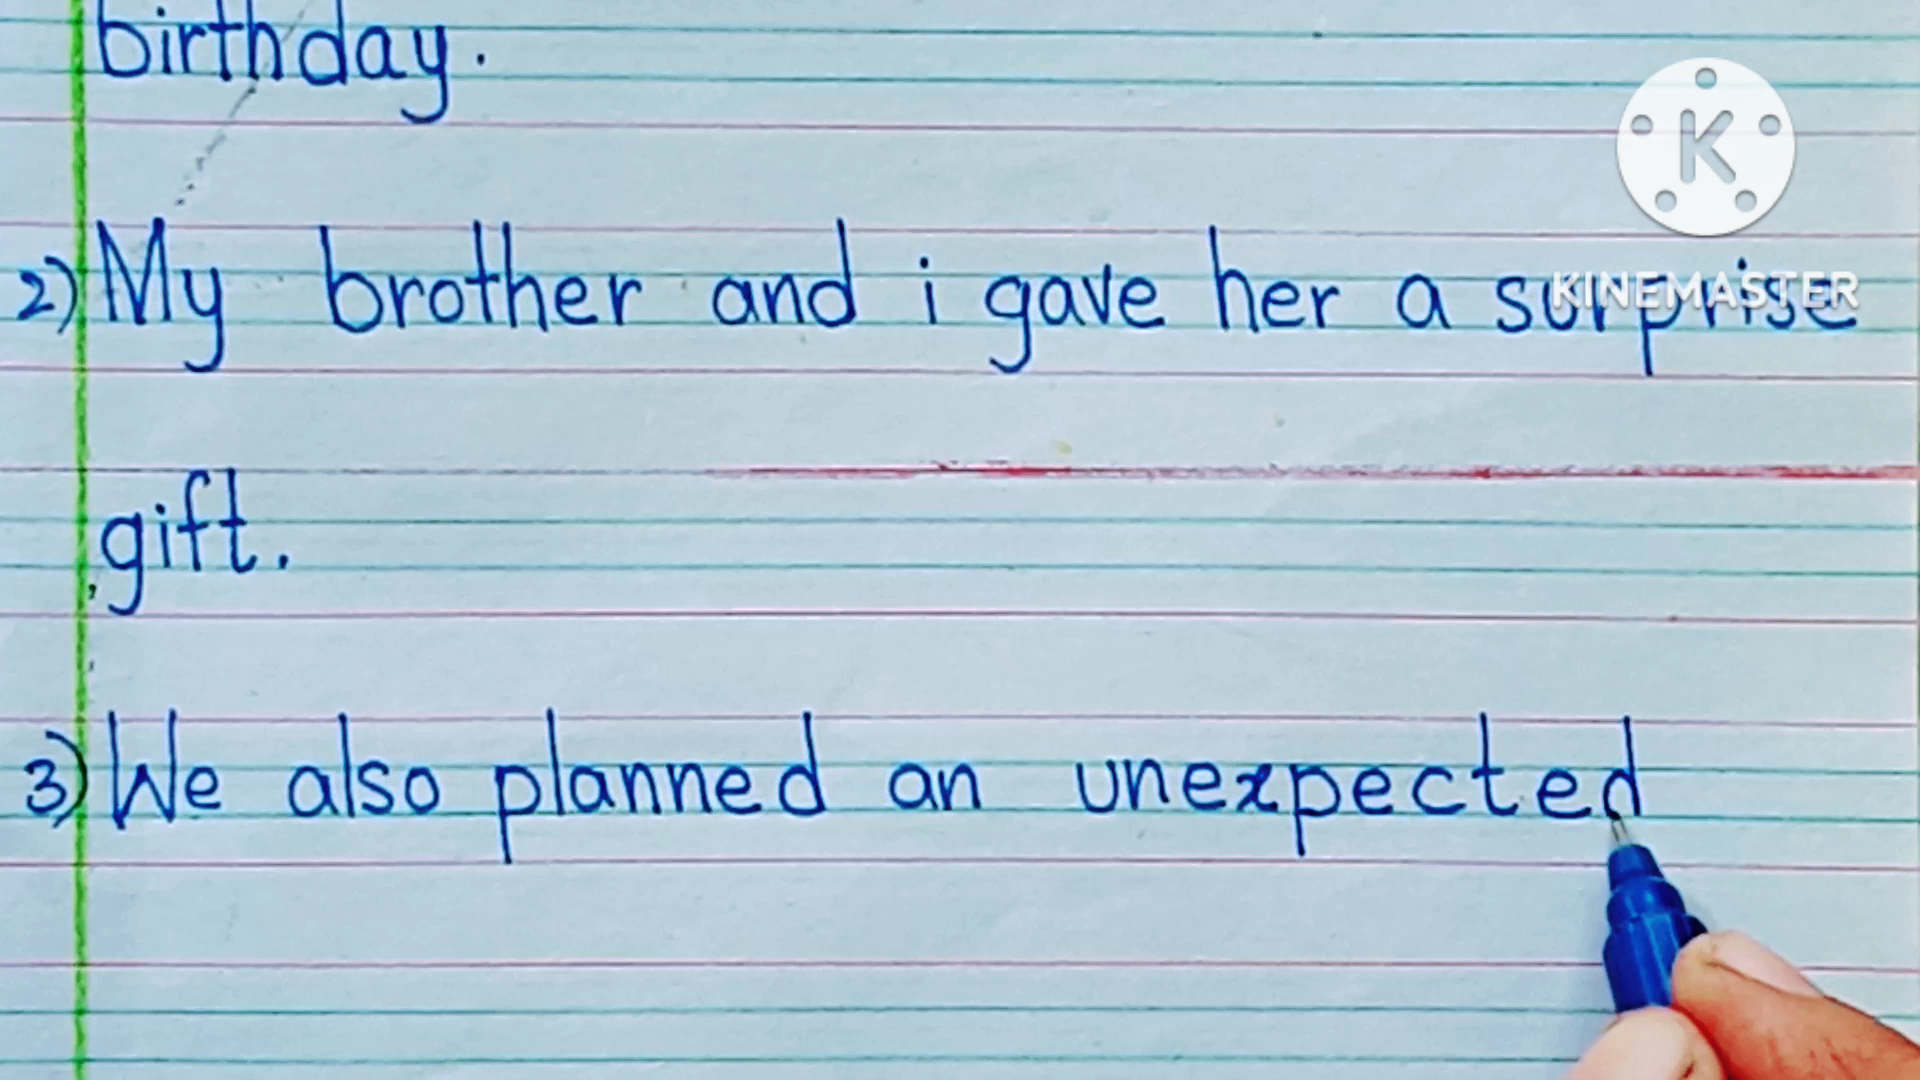 birthday.
K
KINEMASTER
2) My brother and i gave her a surprise
gift.
3) We also planned an unexpected